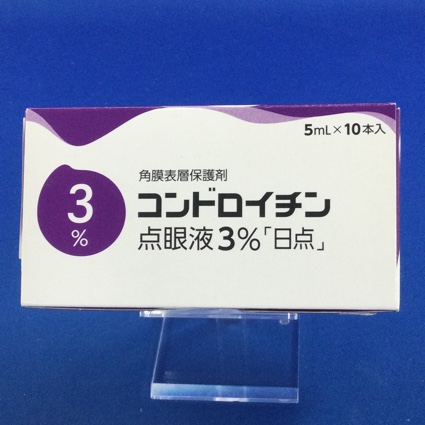 5mL×10本入
3
%
角膜表層保護剤
コンドロイチン
点眼液3%「日点」